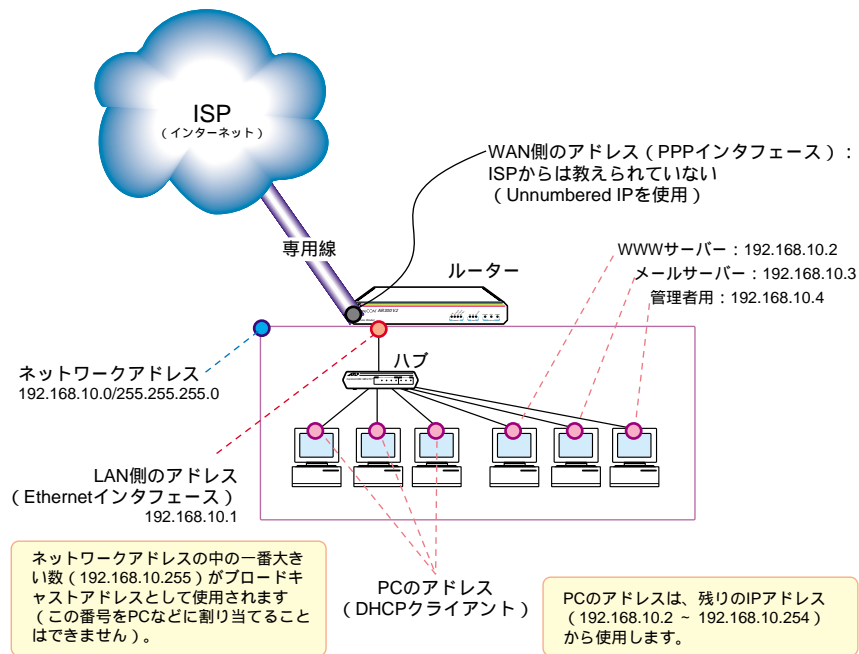 ISP
（インターネット）
WAN側のアドレス（PPPインタフェース）：
ISPからは教えられていない
（Unnumbered IPを使用）
専用線
ルーター
WWWサーバー：192.168.10.2
メールサーバー：192.168.10.3
管理者用：192.168.10.4
ハブ
ネットワークアドレス
192.168.10.0/255.255.255.0
LAN側のアドレス
（Ethernetインタフェース）
192.168.10.1
ネットワークアドレスの中の一番大き
い数（192.168.10.255）がブロードキ
ャストアドレスとして使用されます
（この番号をPCなどに割り当てること
はできません）。
PCのアドレス
（DHCPクライアント）
PCのアドレスは、残りのIPアドレス
（192.168.10.2 ~ 192.168.10.254）
から使用します。